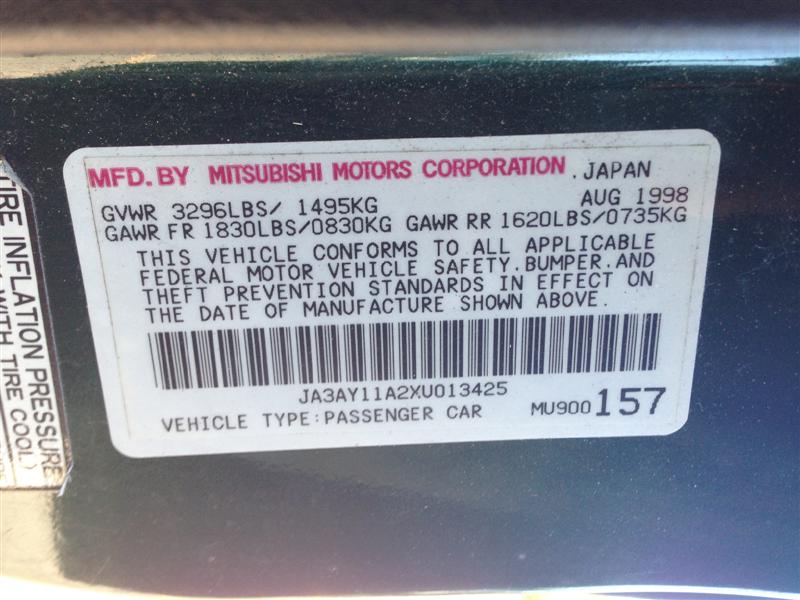 MFD. BY MITSUBISHI MOTORS CORPORATION . JAPAN
GVWR 3296LBS/ 1495KG AUG 1998
GAWR FR 1830LBS/0830KG GAWR RR 1620LBS/0735KG
THIS VEHICLE CONFORMS TO ALL APPLICABLE
FEDERAL MOTOR VEHICLE SAFETY.BUMPER.AND
THEFT PREVENTION STANDARDS IN EFFECT ON
THE DATE OF MANUFACTURE SHOWN ABOVE.
JA3AY11A2XU013425
VEHICLE TYPE:PASSENGER CAR MU900 157
TIRE INFLATION PRESSURE
WITH TIRE COOL)